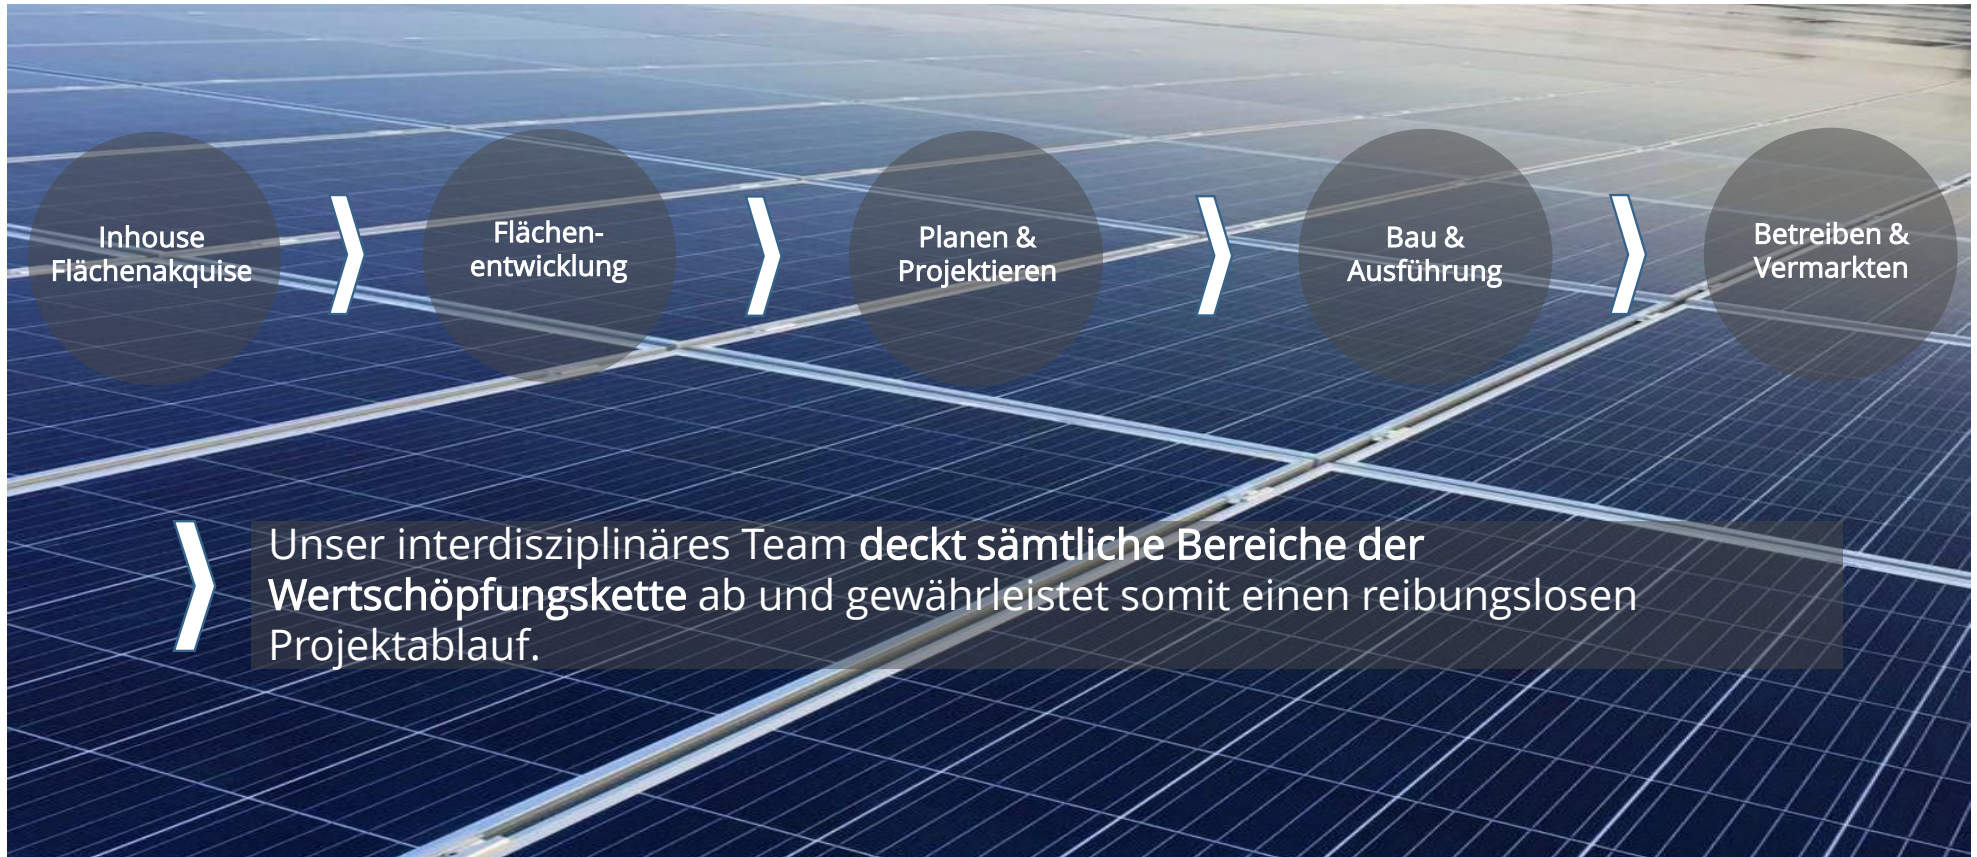 Inhouse
Flächenakquise
Flächen-
entwicklung
Planen &
Projektieren
Bau &
Ausführung
Betreiben &
Vermarkten
Unser interdisziplinäres Team deckt sämtliche Bereiche der
Wertschöpfungskette ab und gewährleistet somit einen reibungslosen
Projektablauf.